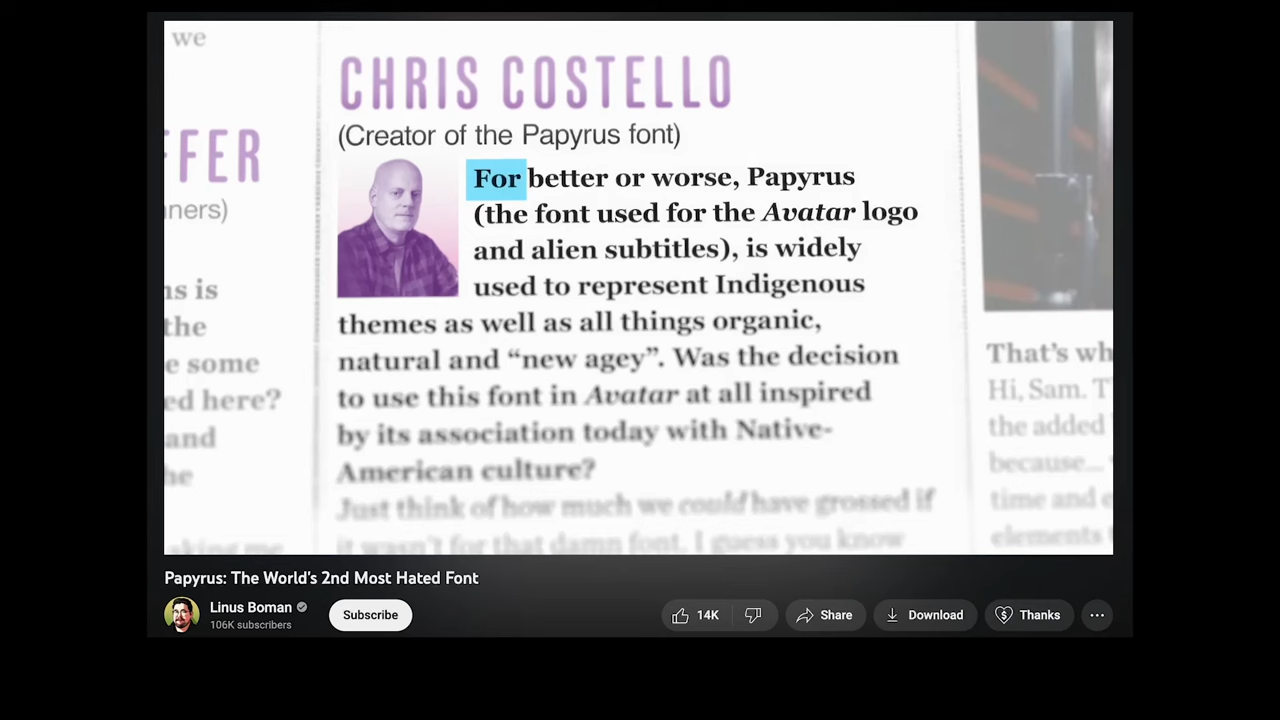 we
FFER
nners)
ns is
the
e some
ed here?
and
he
aking me
CHRIS COSTELLO
(Creator of the Papyrus font)
For better or worse, Papyrus
(the font used for the Avatar logo
and alien subtitles), is widely
used to represent Indigenous
themes as well as all things organic,
natural and “new agey”. Was the decision
to use this font in Avatar at all inspired
by its association today with Native-
American culture?
Just think of how much we could have grossed if
it wasn't for that damn font. I guess you know
That's wh
Hi, Sam. T
the added
because...
time and e
elements
Papyrus: The World's 2nd Most Hated Font
Linus Boman
106K subscribers
Subscribe
14K
Share
Download
Thanks